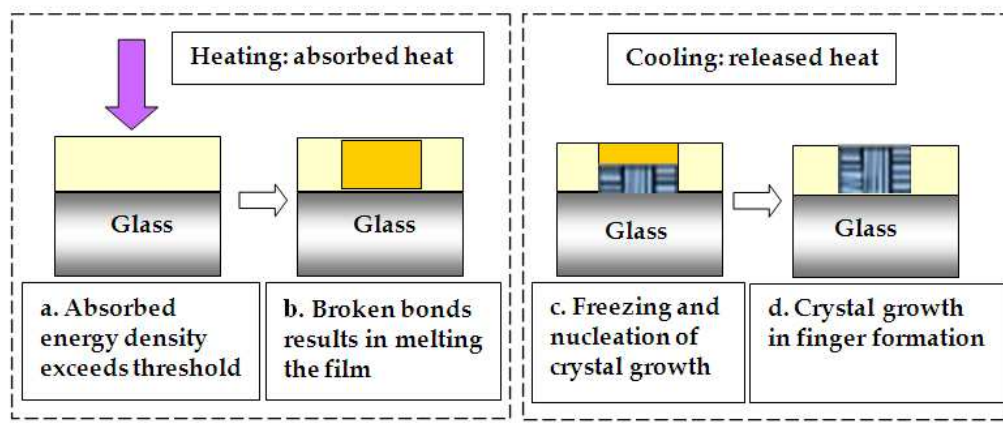 Heating: absorbed heat
Glass
a. Absorbed
energy density
exceeds threshold
Glass
b. Broken bonds
results in melting
the film
Cooling: released heat
Glass
c. Freezing and
nucleation of
crystal growth
Glass
d. Crystal growth
in finger formation